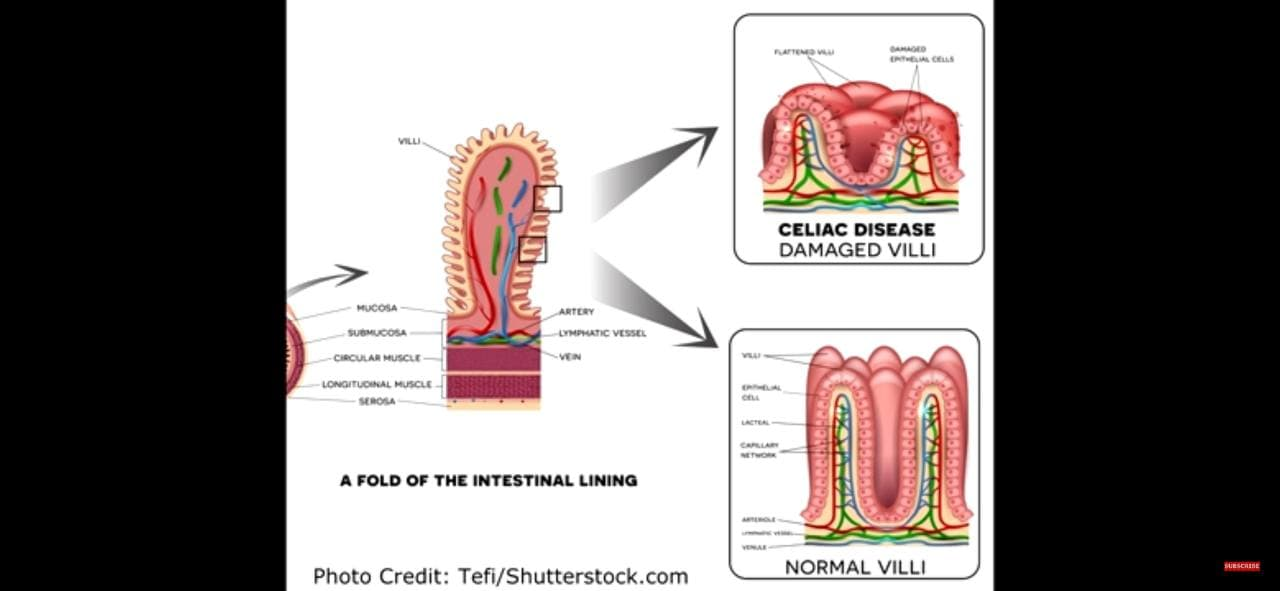 VILLI
MUCOSA
SUBMUCOSA
CIRCULAR MUSCLE
LONGITUDINAL MUSCLE
SEROSA
ARTERY
LYMPHATIC VESSEL
VEIN
A FOLD OF THE INTESTINAL LINING
Photo Credit: Tefi/Shutterstock.com
FLATTENED VILLI
DAMAGED
EPITHELIAL CELLS
CELIAC DISEASE
DAMAGED VILLI
VILLI
EPITHELIAL
CELL
LACTEAL
CAPILLARY
NETWORK
ARTERIOLE
LYMPHATIC VESSEL
VENULE
NORMAL VILLI
SUBSCRIBE